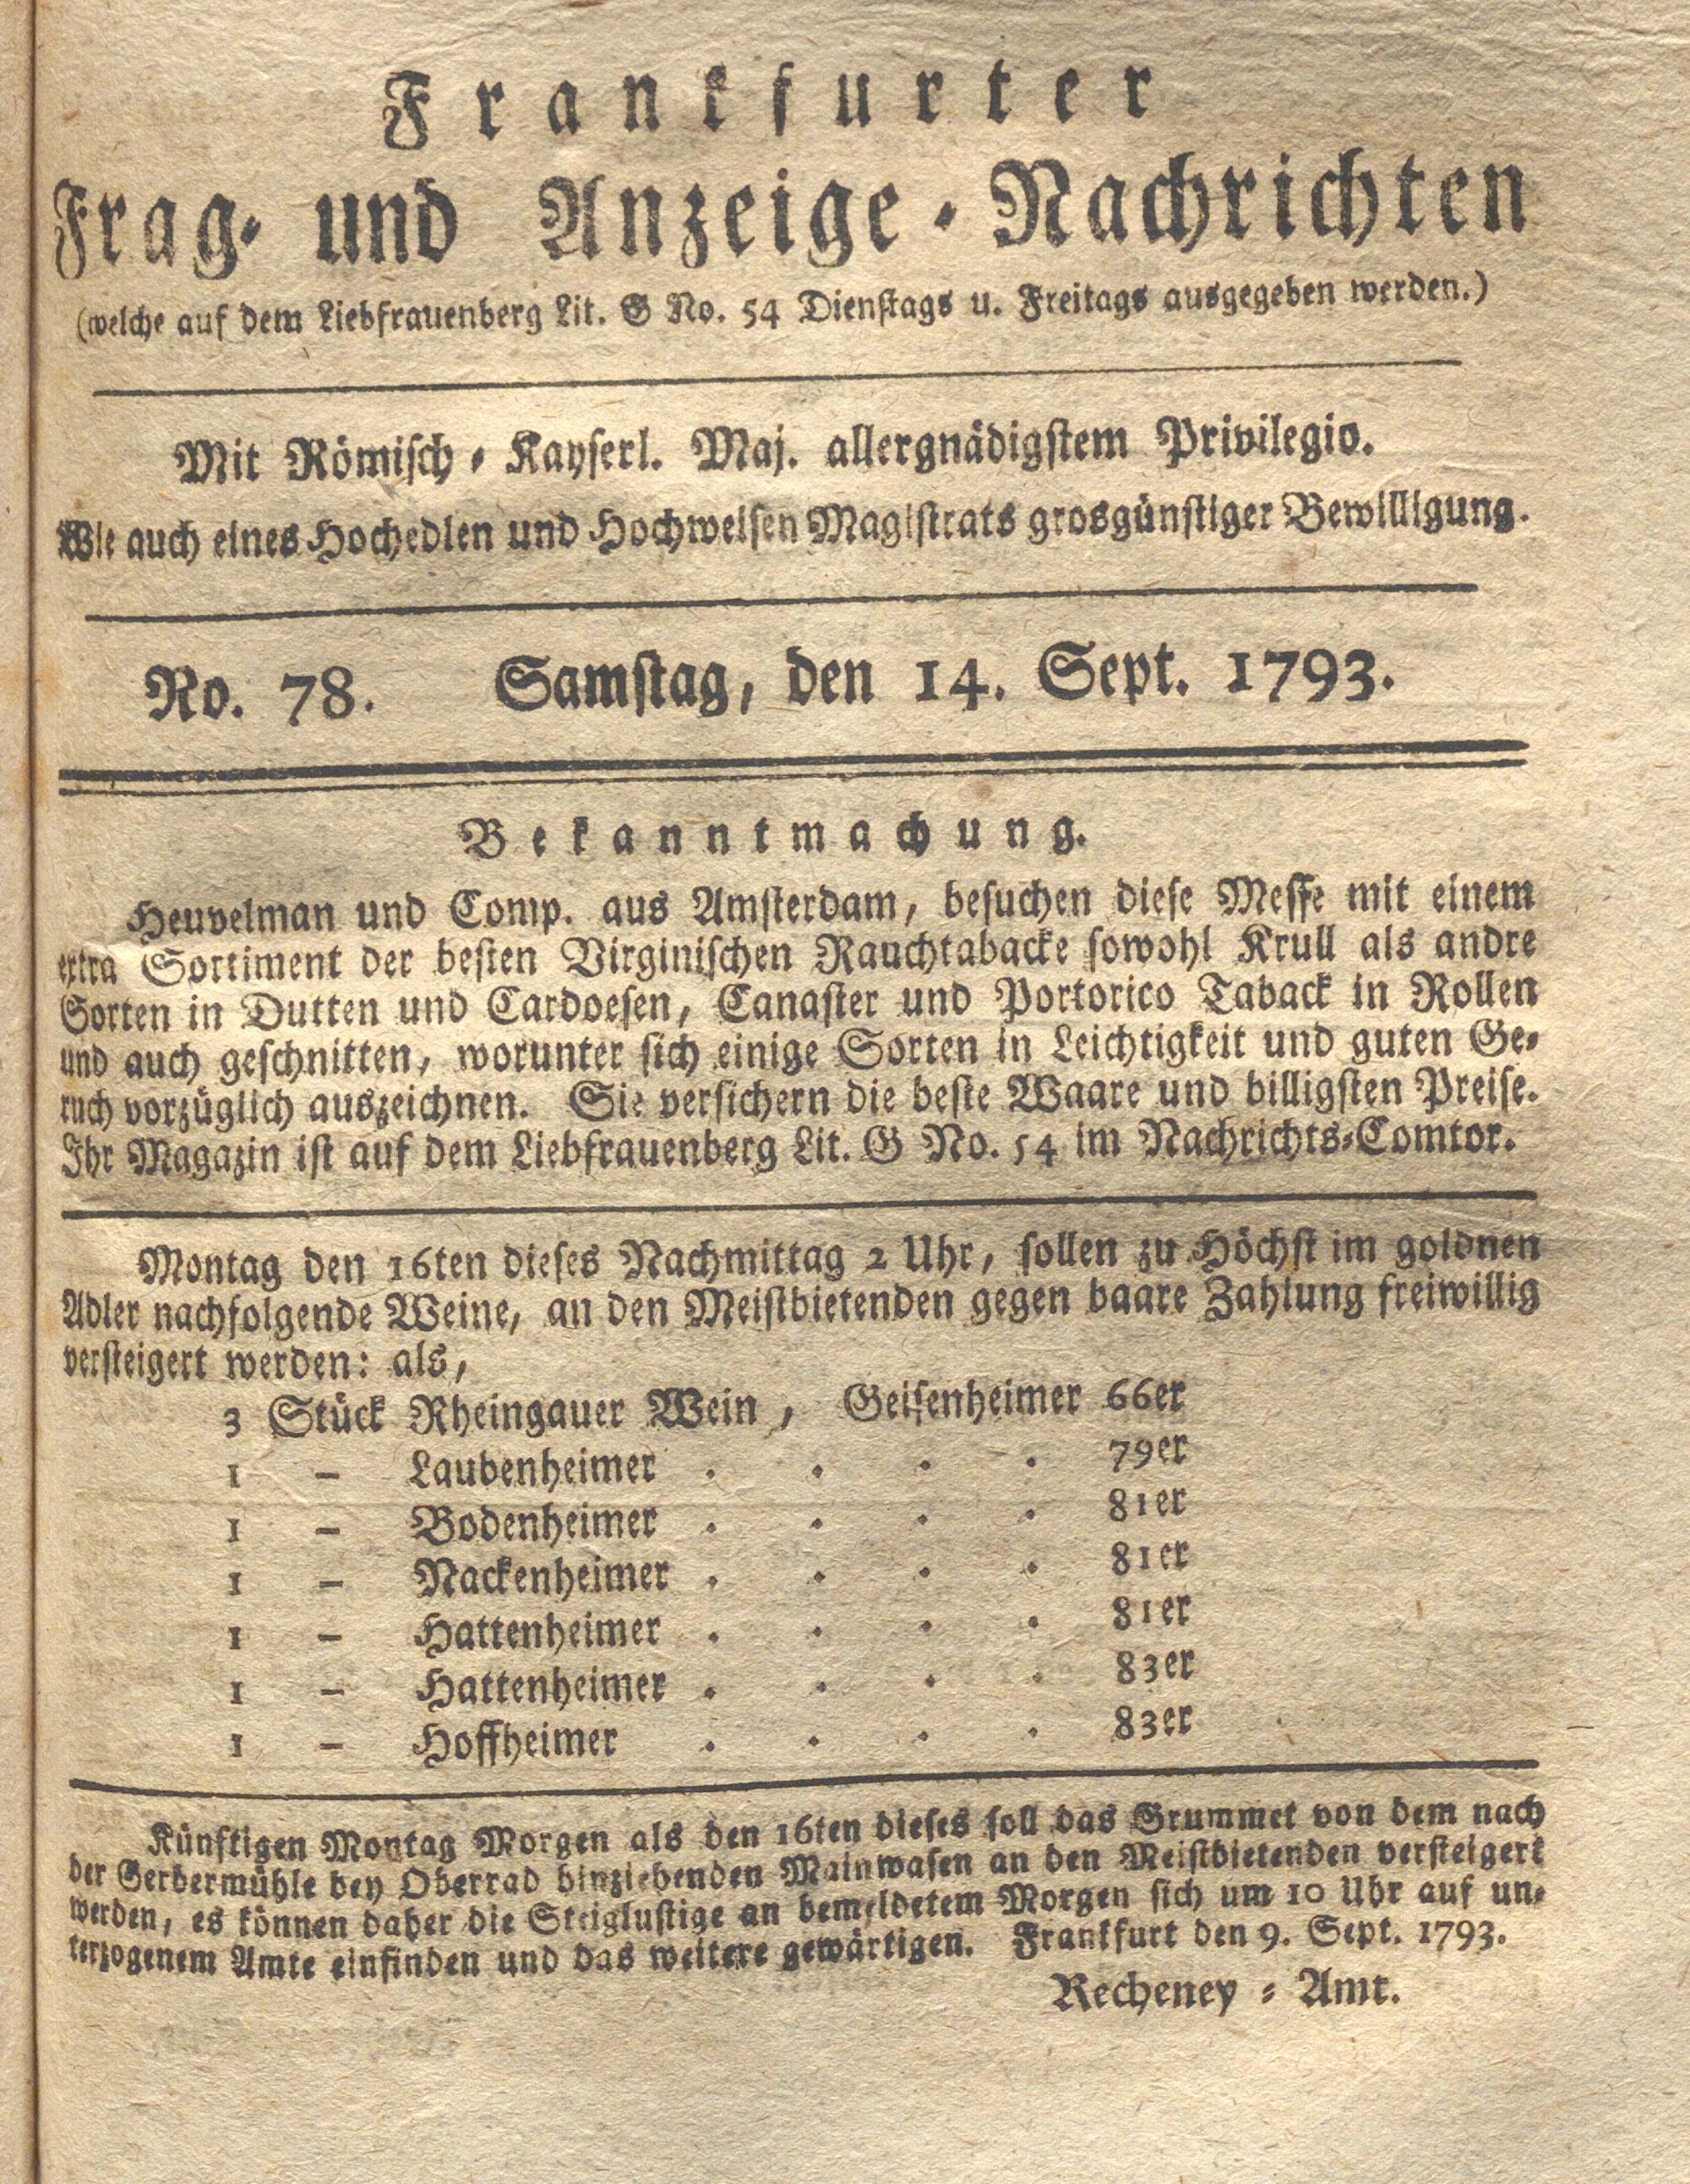 Frankfurter
Frag- und Anzeige-Nachrichten
(welche auf dem Liebfrauenberg Lit. G No. 54 Dienstags u. Freitags ausgegeben werden.)
Mit Römisch-Kayserl. Maj. allergnädigstem Privilegio.
Wie auch eines Hochedlen und Hochweisen Magistrats grosgünstiger Bewilligung.
No. 78. Samstag, den 14. Sept. 1793.
Bekanntmachung.
Heuvelman und Comp. aus Amsterdam, besuchen diese Messe mit einem
extra Sortiment der besten Virginischen Rauchtabacke sowohl Krull als andre
Sorten in Dutten und Cardoesen, Canaster und Portorico Taback in Rollen
und auch geschnitten, worunter sich einige Sorten in Leichtigkeit und guten Ge-
ruch vorzüglich auszeichnen. Sie versichern die beste Waare und billigsten Preise.
Ihr Magazin ist auf dem Liebfrauenberg Lit. G No. 54 im Nachrichts-Comtor.
Montag den 16ten dieses Nachmittag 2 Uhr, sollen zu Höchst im goldnen
Adler nachfolgende Weine, an den Meistbietenden gegen baare Zahlung freiwillig
versteigert werden: als,
3 Stück Rheingauer Wein, Geisenheimer 66er
1 – Laubenheimer . . . . 79er
1 – Bodenheimer . . . . 81er
1 – Nackenheimer . . . . 81er
1 – Hattenheimer . . . . 81er
1 – Hattenheimer . . . . 83er
1 – Hoffheimer . . . . 83er
Künftigen Montag Morgen als den 16ten dieses soll das Grummet von dem nach
der Gerbermühle bey Oberrad hinziehenden Mainwasen an den Meistbietenden versteigert
werden, es können daher die Steiglustige an bemeldetem Morgen sich um 10 Uhr auf un-
terzogenem Amte einfinden und das weitere gewärtigen. Frankfurt den 9. Sept. 1793.
Recheney-Amt.